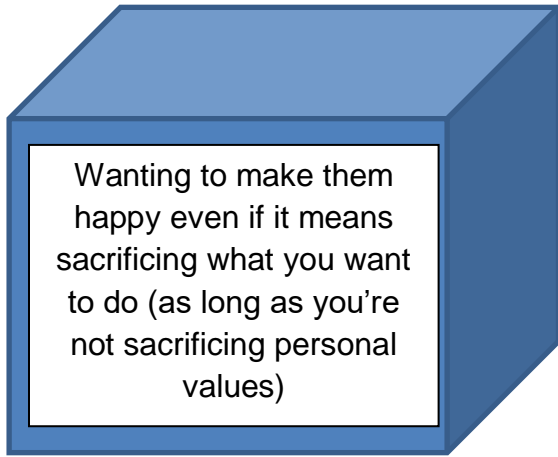 Wanting to make them
happy even if it means
sacrificing what you want
to do (as long as you’re
not sacrificing personal
values)